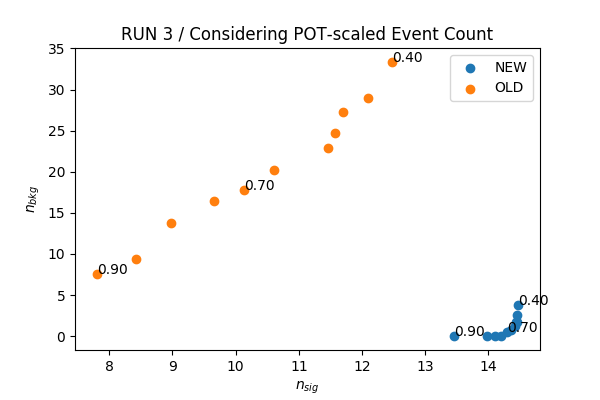 RUN 3 / Considering POT-scaled Event Count
NEW
OLD
0.40
0.70
0.90
0.40
0.70
0.90
35
30
25
20
15
10
5
0
n_bkg
8 9 10 11 12 13 14
n_sig